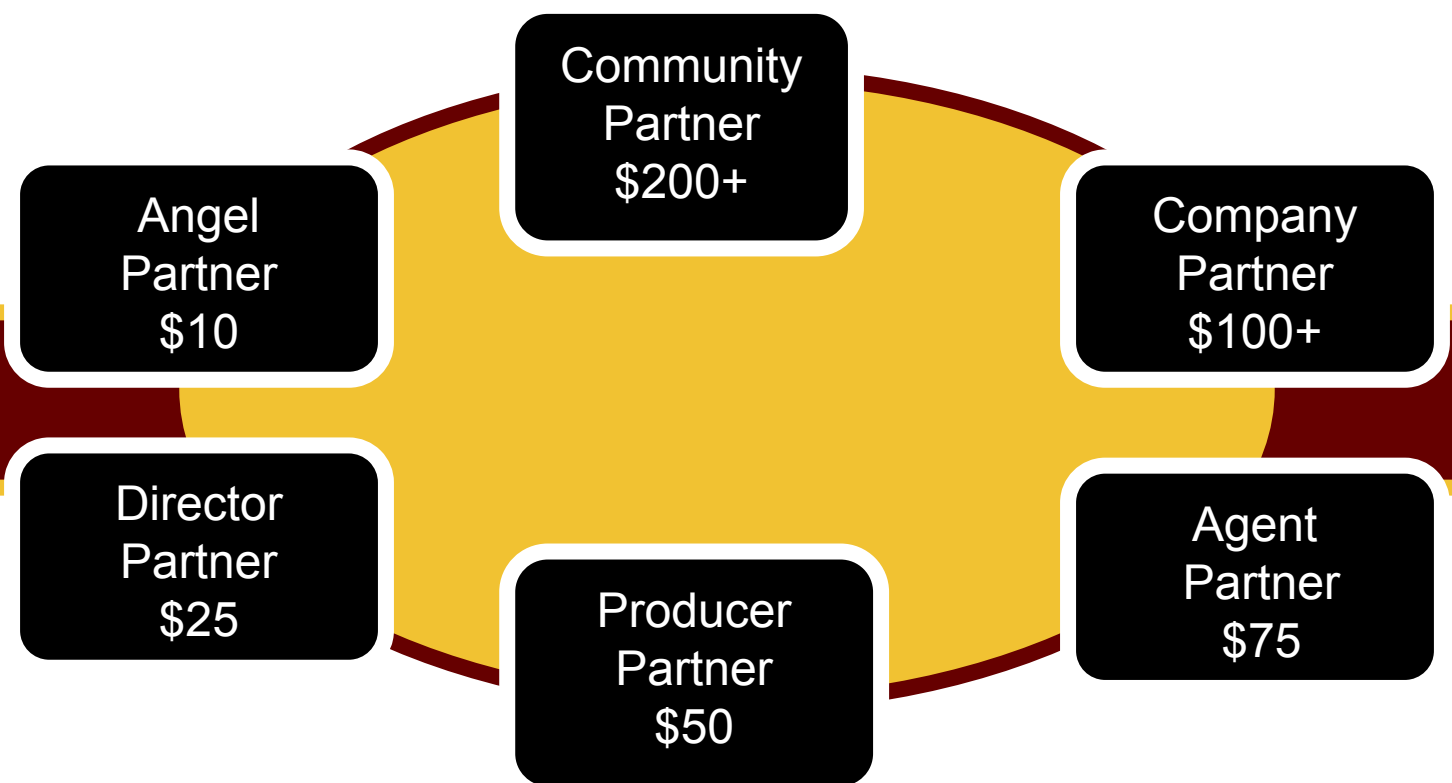 Community
Partner
$200+
Angel
Partner
$10
Company
Partner
$100+
Director
Partner
$25
Agent
Partner
$75
Producer
Partner
$50